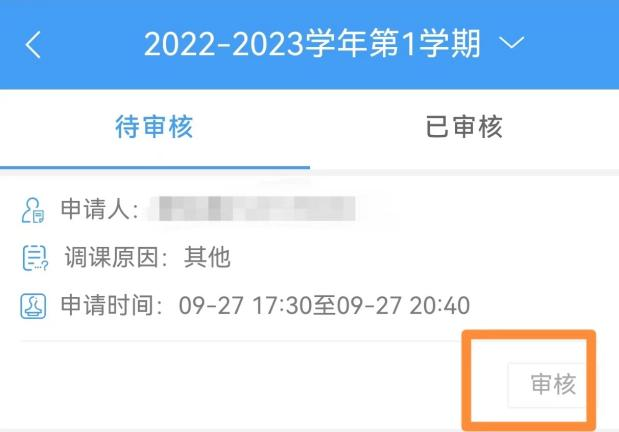 2022-2023学年第1学期
待审核
已审核
申请人：
调课原因：其他
申请时间：09-27 17:30至09-27 20:40
审核